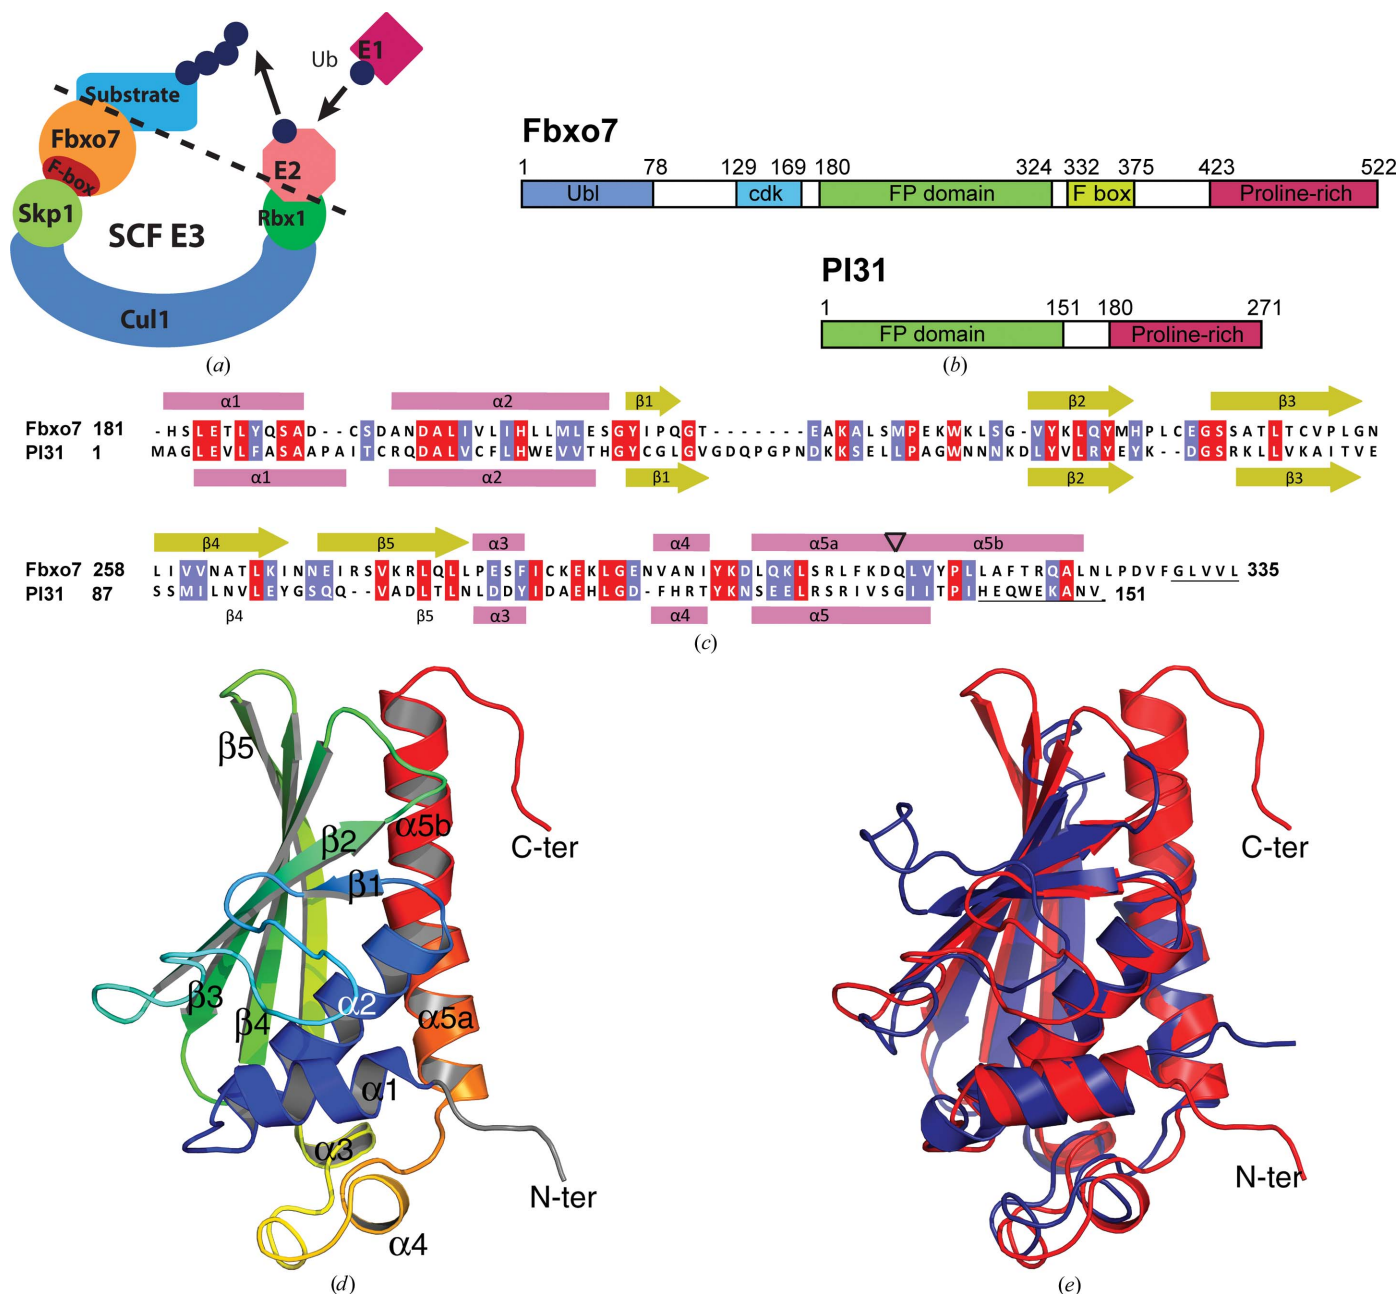 Ub
E1
Substrate
Fbxo7
F-box
E2
Skp1
Rbx1
SCF E3
Cul1
(a)
Fbxo7
1 78 129 169 180 324 332 375 423 522
Ubl cdk FP domain F box Proline-rich
PI31
1 151 180 271
FP domain Proline-rich
(b)
α1 α2 β1 β2 β3
Fbxo7 181 -HSLETLYQSAD--CSDANDALIVLIHLLMLESGYIPQGT-------EAKALSMPEKWKLSG-VYKLQYMHPLCEGSSATLTCVPLGN
PI31 1 MAGLEVLFASAAPAITCRQDALVCFLHWEVVTHGYCGLGVGDQPGPNDKKSELLPAGWNNNKDLYVLRYEYK--DGSRKLLVKAITVE
α1 α2 β1 β2 β3
β4 β5 α3 α4 α5a α5b
Fbxo7 258 LIVVNATLKINNEIRSVKRLQLLPESFICKEKLGENVANIYKDLQKLSRLFKDQLVYPLLAFTRQALNLPDVFGLVVL 335
PI31 87 SSMILNVLEYGSQQ--VADLTLNLDDYIDAEHLGD-FHRTYKNSEELRSRIVSGIITPIHEQWEKANV- 151
β4 β5 α3 α4 α5
(c)
β5
α5b
C-ter
β2
β1
β3
α2
β4
α5a
α1
α3
N-ter
α4
(d)
C-ter
N-ter
(e)